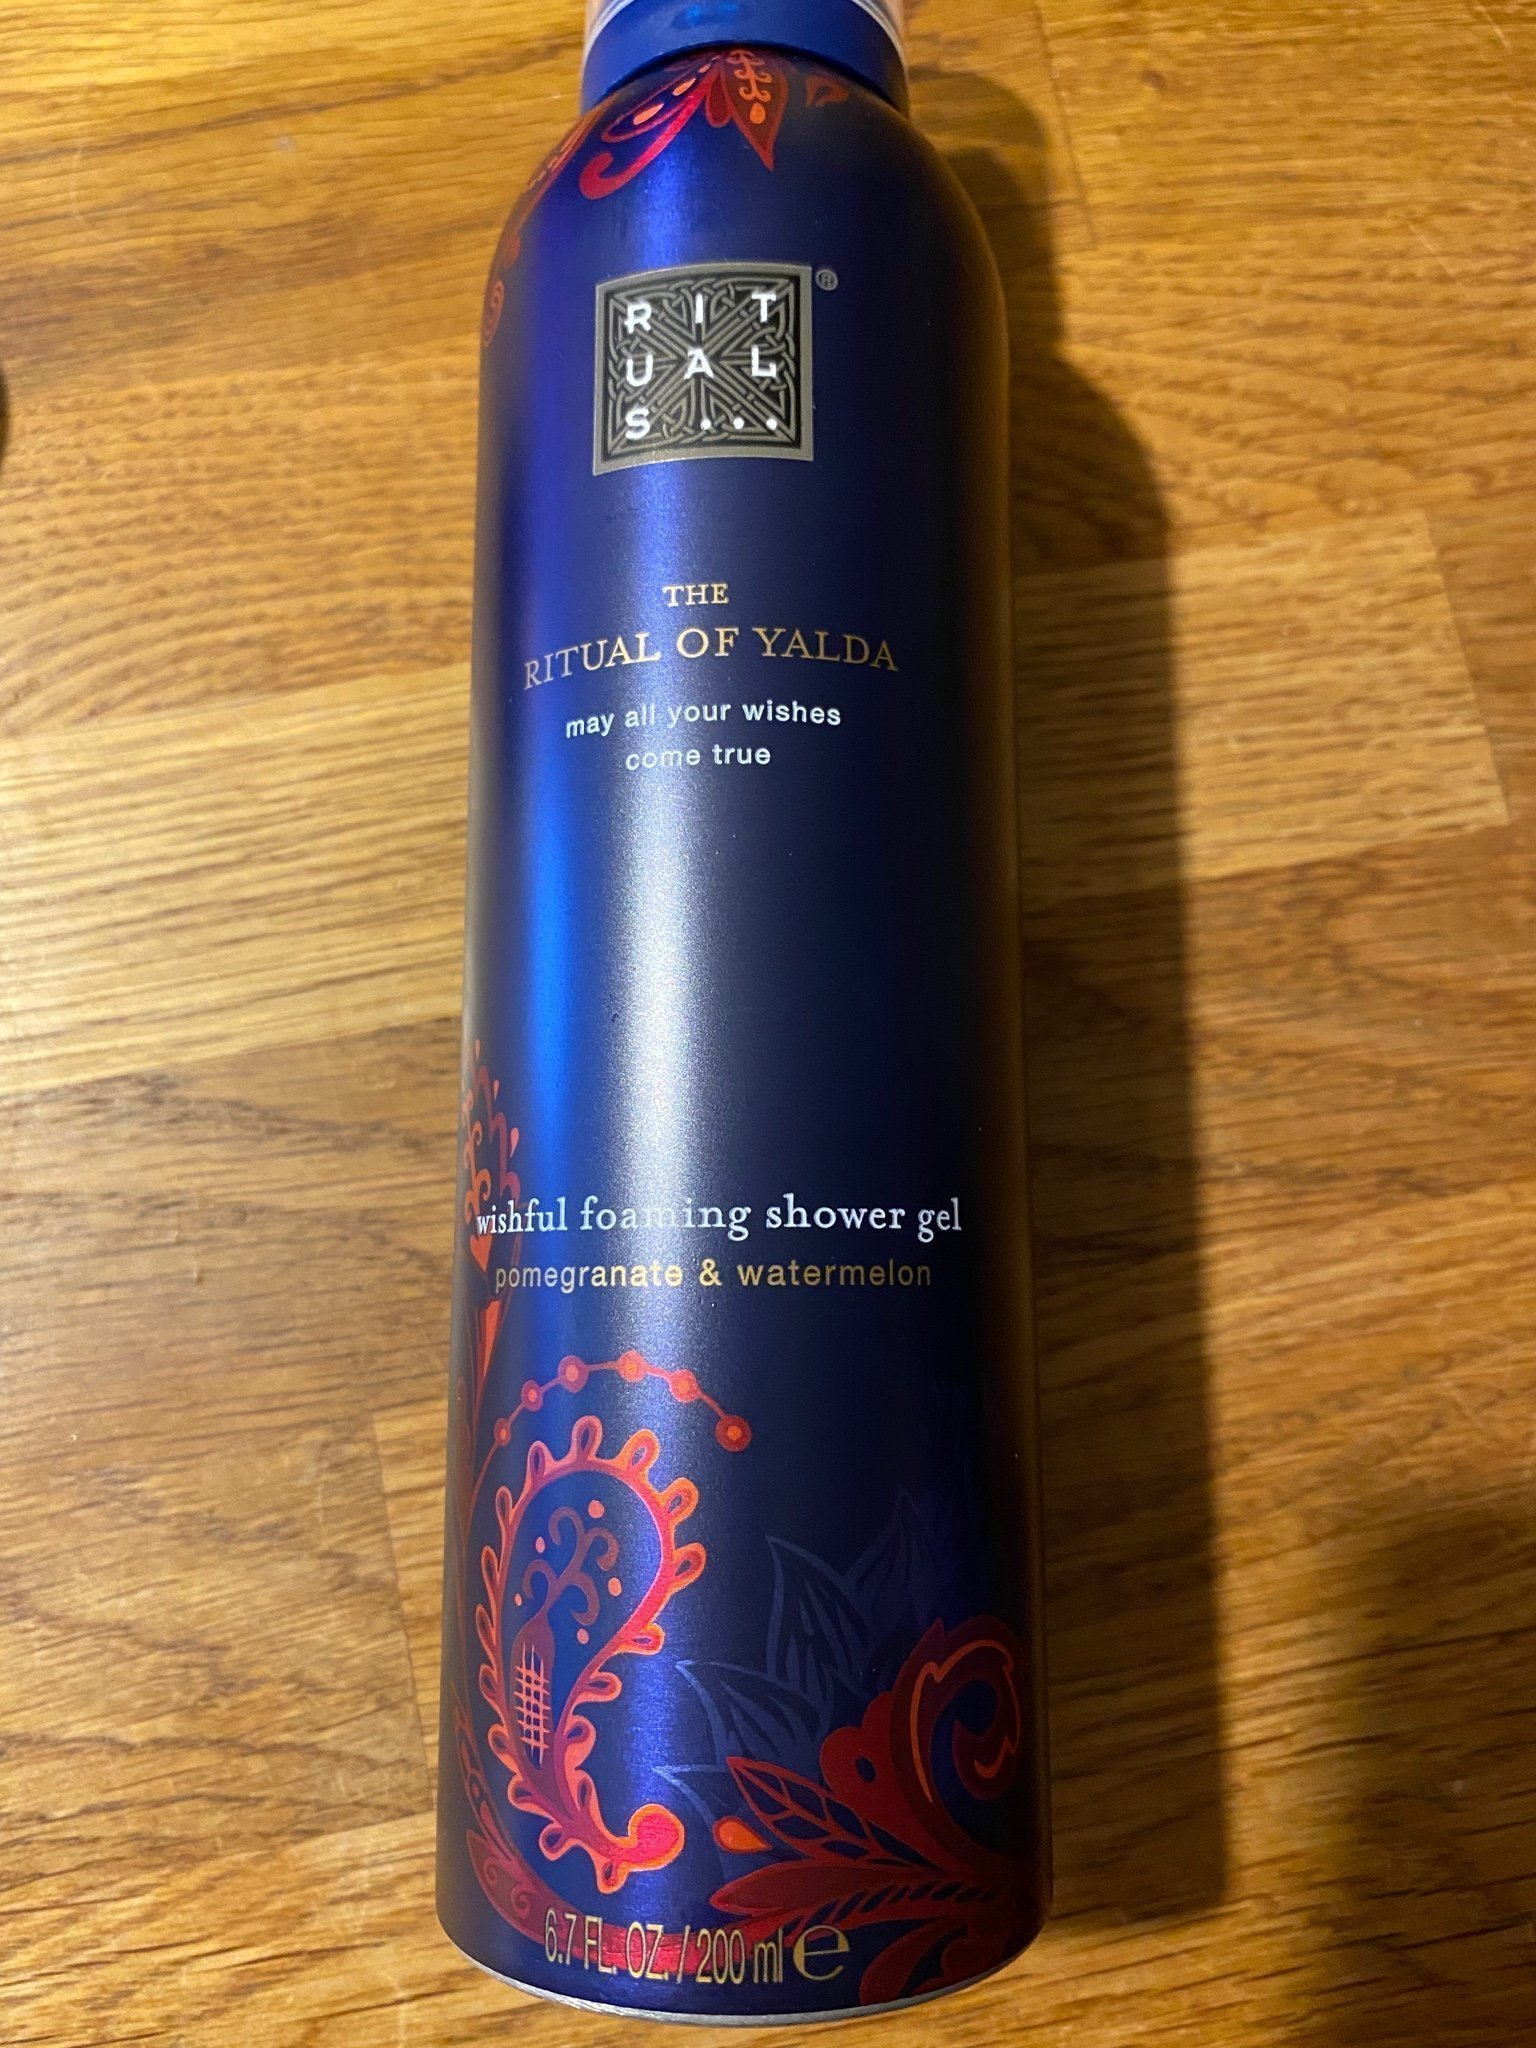 RIT
UAL
S...
®
THE
RITUAL OF YALDA
may all your wishes
come true
wishful foaming shower gel
pomegranate & watermelon
6.7 FL. OZ. / 200 ml e